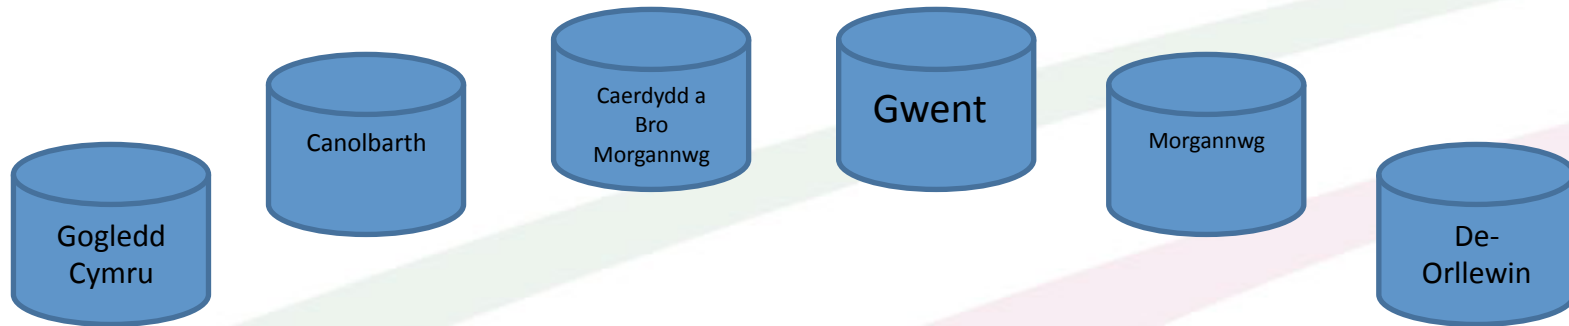 Gogledd
Cymru
Canolbarth
Caerdydd a
Bro
Morgannwg
Gwent
Morgannwg
De-
Orllewin